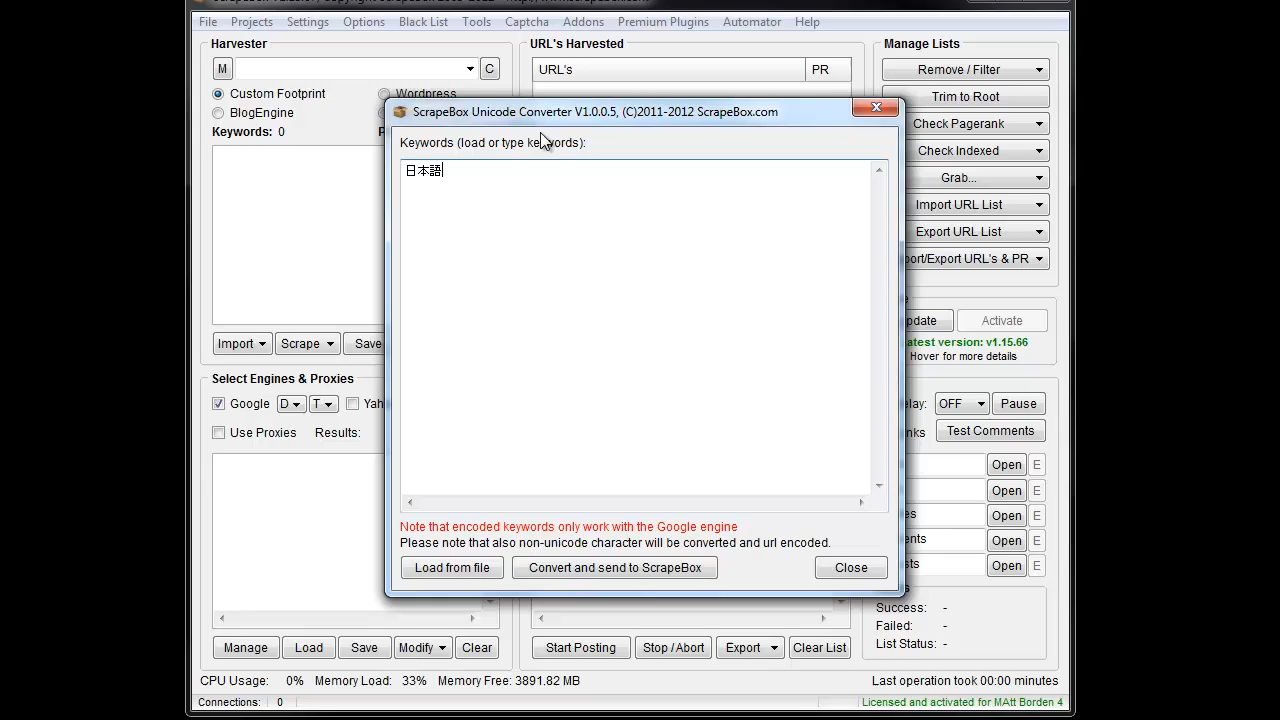 File Projects Settings Options Black List Tools Captcha Addons Premium Plugins Automator Help
Harvester
URL's Harvested
Manage Lists
M
C
URL's
PR
Remove / Filter
Custom Footprint
Wordpress
Trim to Root
BlogEngine
Keywords: 0
ScrapeBox Unicode Converter V1.0.0.5, (C)2011-2012 ScrapeBox.com
Check Pagerank
Keywords (load or type keywords):
Check Indexed
日本語
Grab...
Import URL List
Export URL List
port/Export URL's & PR
Update
Activate
latest version: v1.15.66
Hover for more details
Import
Scrape
Save
Select Engines & Proxies
Google
D
T
Yah
OFF
Pause
Use Proxies
Results:
Test Comments
Open E
Open E
Open E
Open E
Open E
Note that encoded keywords only work with the Google engine
Please note that also non-unicode character will be converted and url encoded.
Load from file
Convert and send to ScrapeBox
Close
Success: -
Failed: -
List Status: -
Manage
Load
Save
Modify
Clear
Start Posting
Stop / Abort
Export
Clear List
CPU Usage: 0% Memory Load: 33% Memory Free: 3891.82 MB
Last operation took 00:00 minutes
Connections: 0
Licensed and activated for MAtt Borden 4